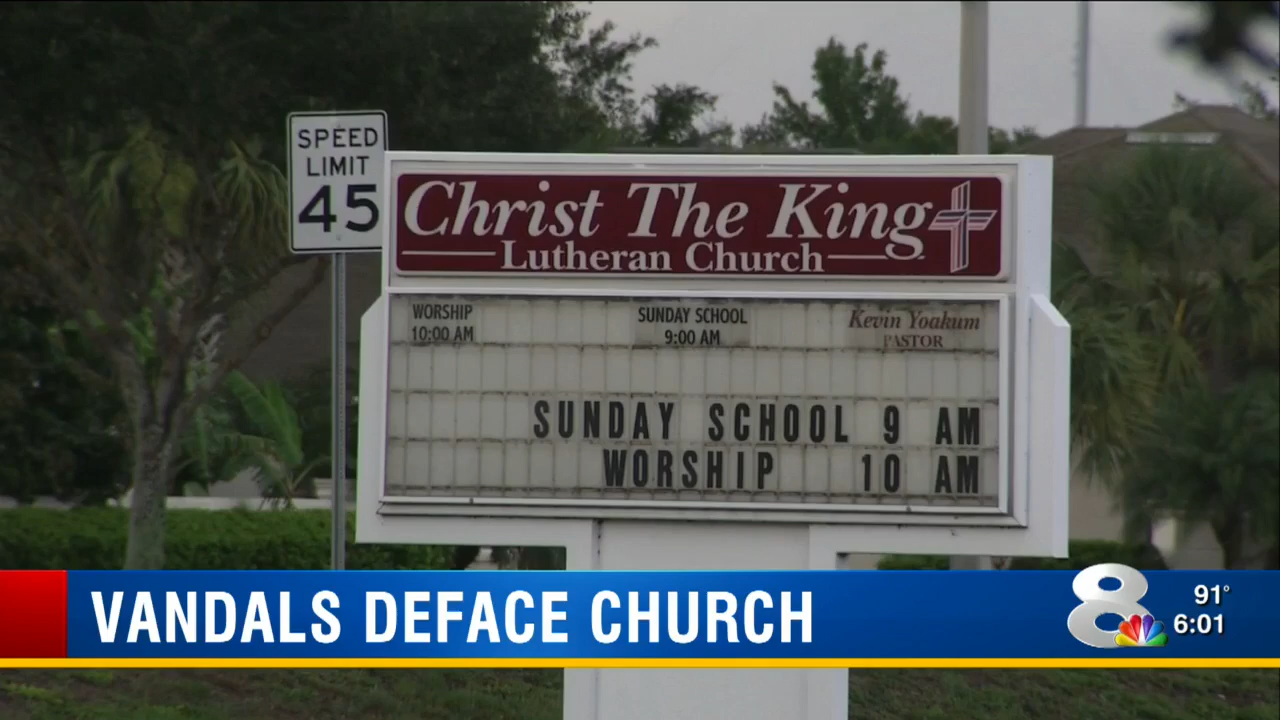 SPEED
LIMIT
45
Christ The King
Lutheran Church
WORSHIP
10:00 AM
SUNDAY SCHOOL
9:00 AM
Kevin Yoakum
PASTOR
SUNDAY SCHOOL 9 AM
WORSHIP 10 AM
VANDALS DEFACE CHURCH
8
91°
6:01